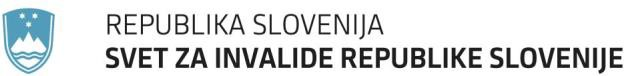 REPUBLIKA SLOVENIJA
SVET ZA INVALIDE REPUBLIKE SLOVENIJE